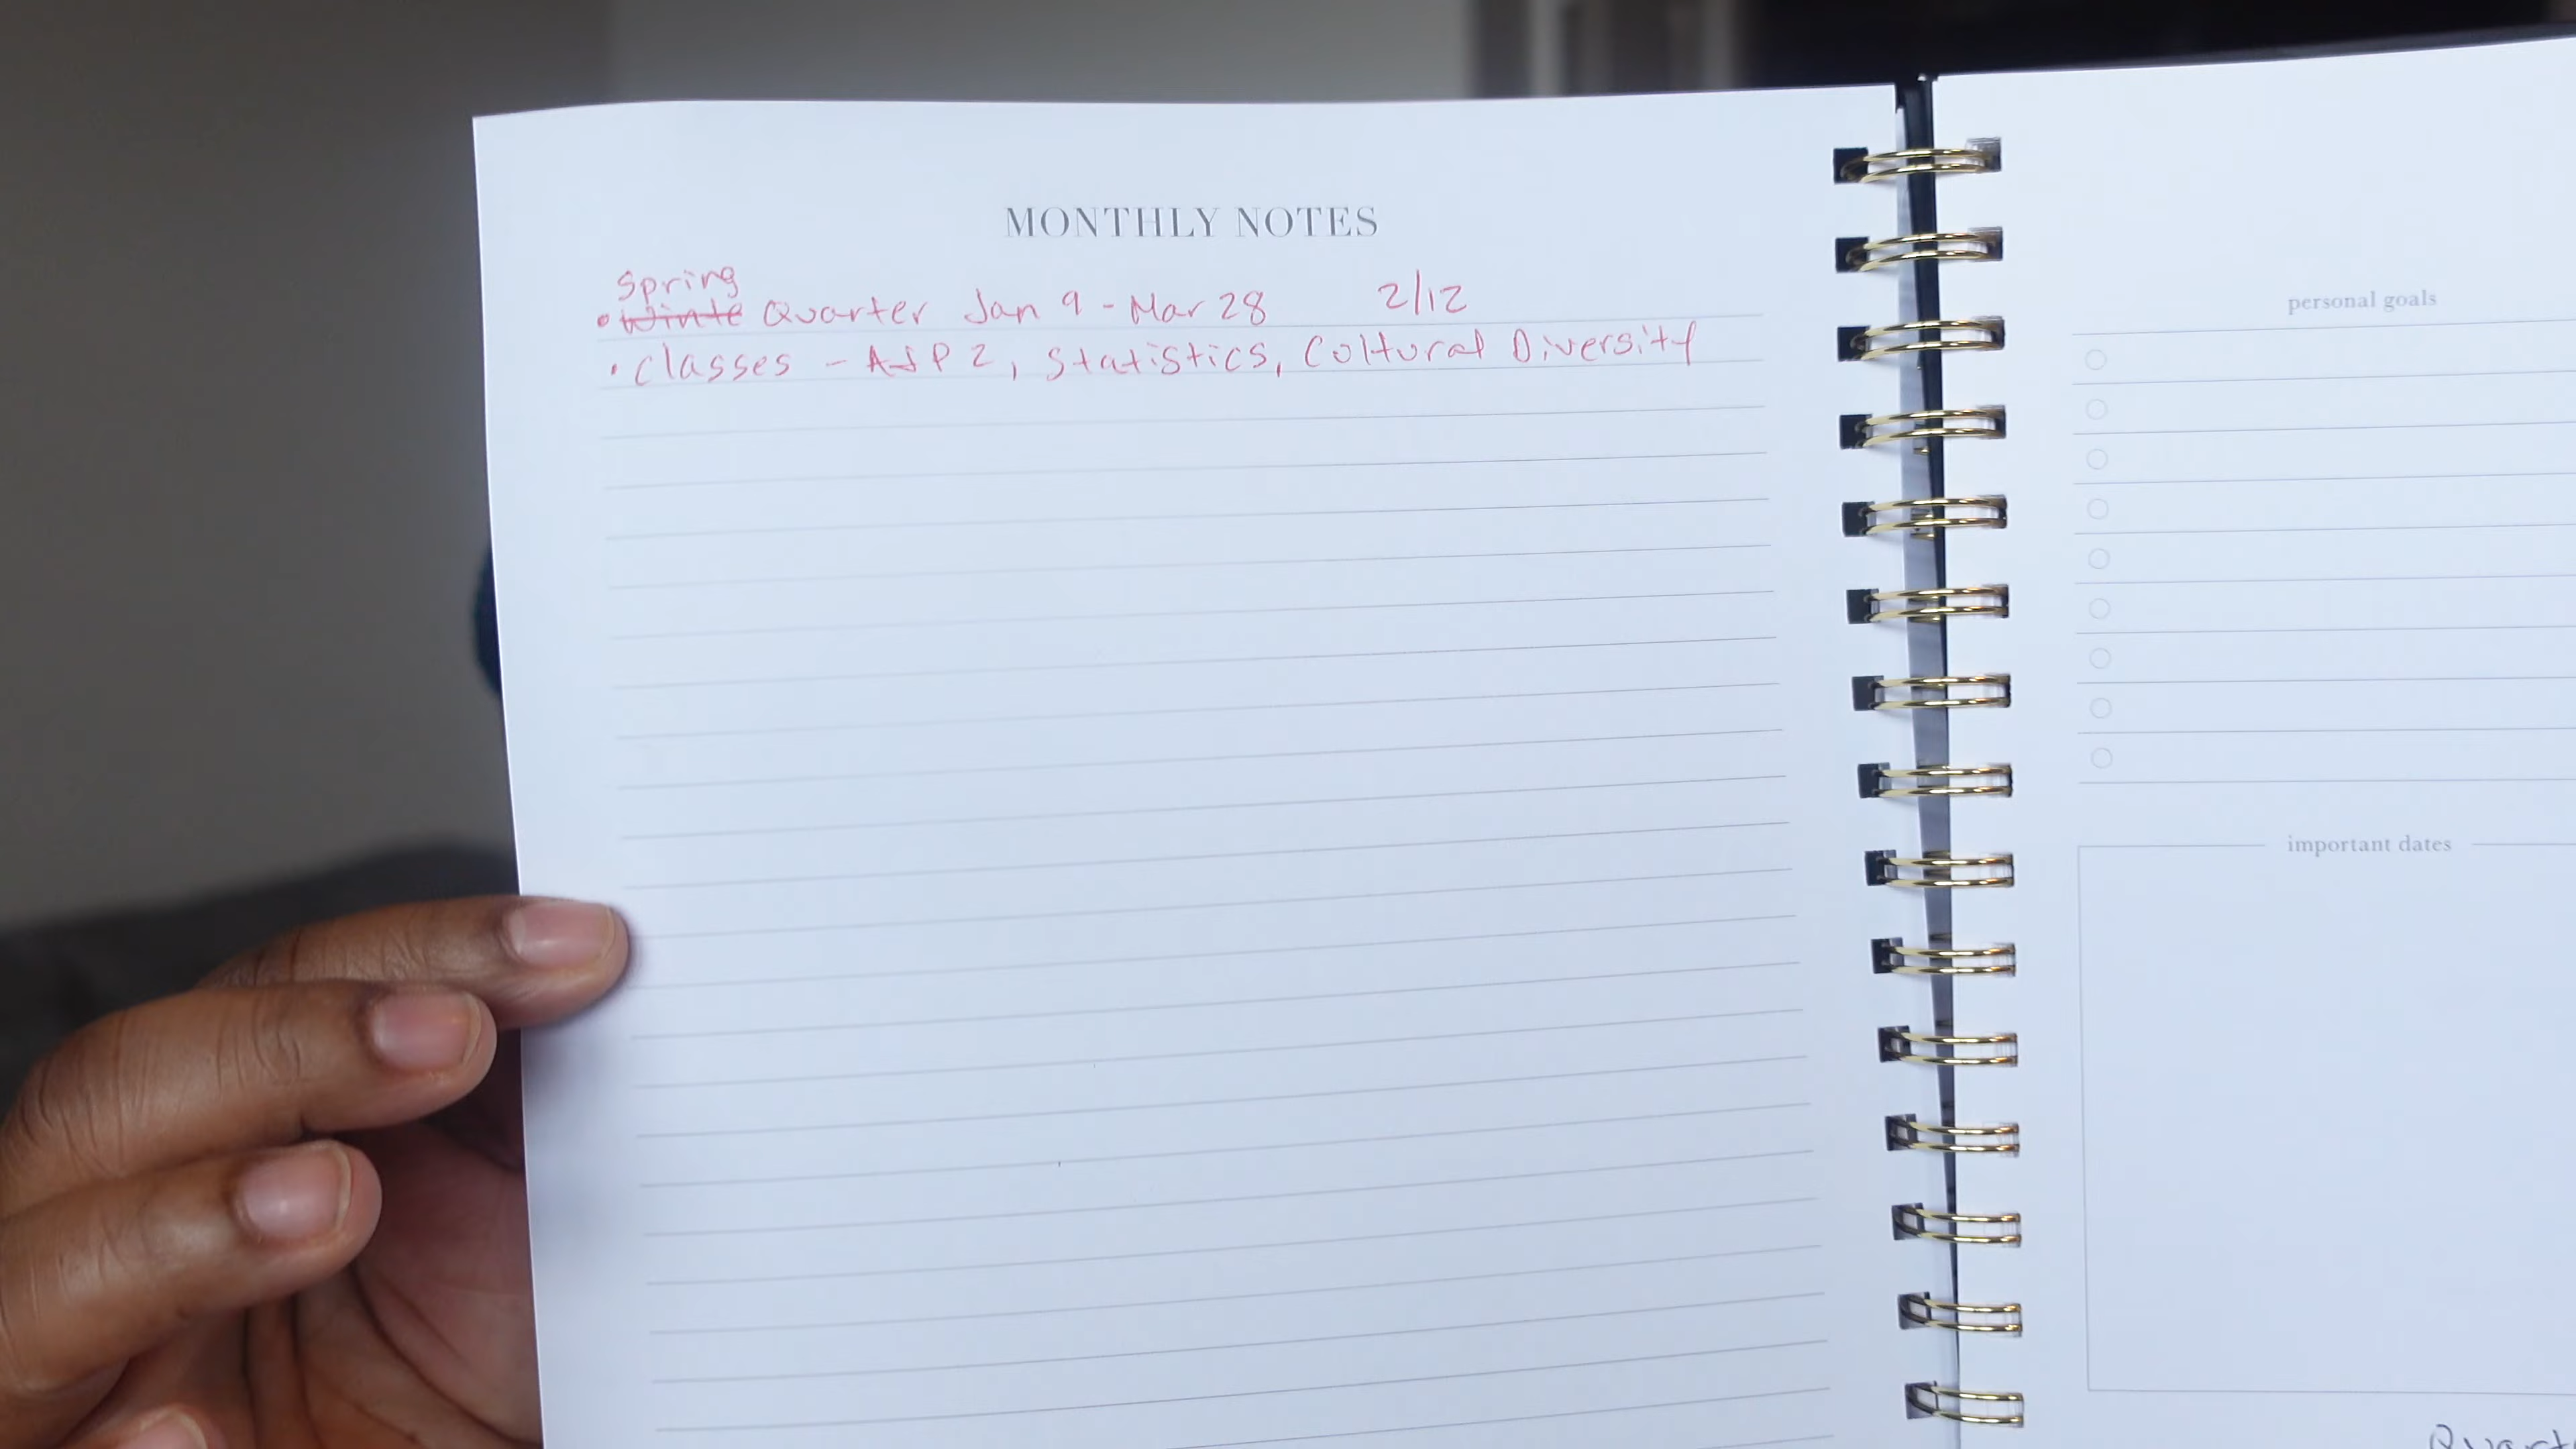 MONTHLY NOTES
Spring
• Winte Quarter Jan 9 - Mar 28 2/12
• Classes - A&P 2, Statistics, Coltural Diversity
personal goals
important dates